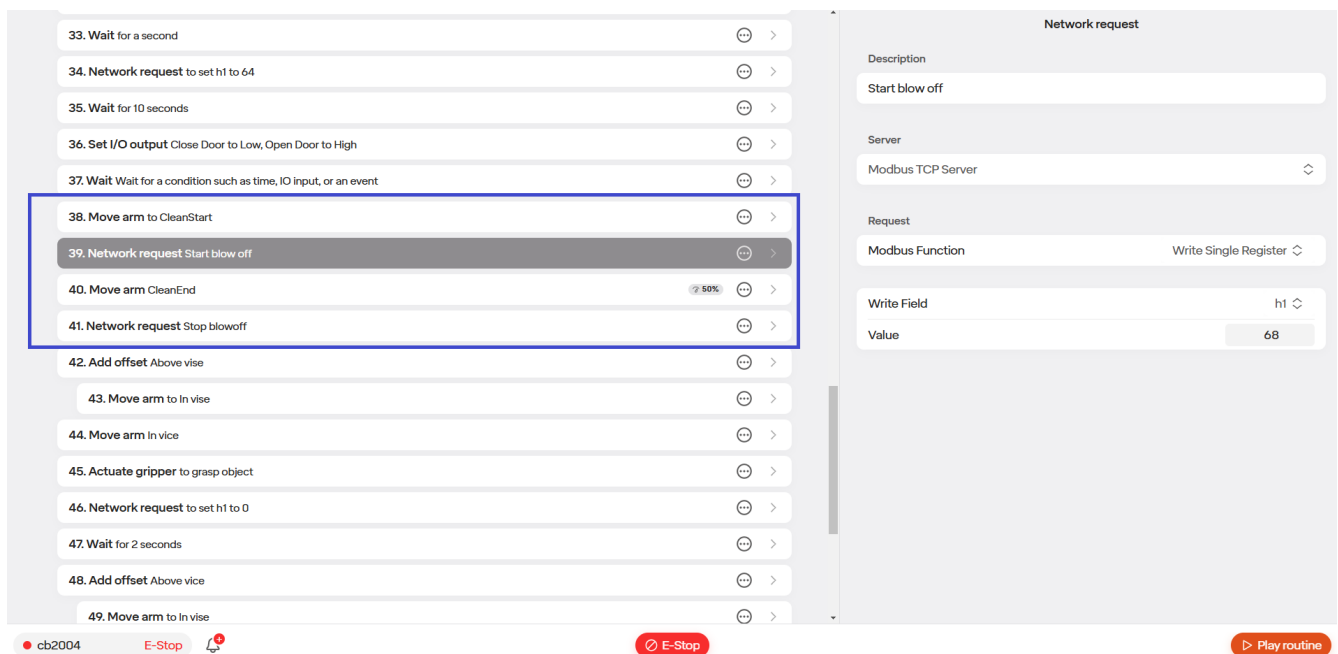 33. Wait for a second
34. Network request to set h1 to 64
35. Wait for 10 seconds
36. Set I/O output Close Door to Low, Open Door to High
37. Wait Wait for a condition such as time, IO input, or an event
38. Move arm to CleanStart
39. Network request Start blow off
40. Move arm CleanEnd 50%
41. Network request Stop blowoff
42. Add offset Above vise
43. Move arm to In vise
44. Move arm In vice
45. Actuate gripper to grasp object
46. Network request to set h1 to 0
47. Wait for 2 seconds
48. Add offset Above vice
49. Move arm to In vise
Network request
Description
Start blow off
Server
Modbus TCP Server
Request
Modbus Function Write Single Register
Write Field h1
Value 68
cb2004 E-Stop
E-Stop
Play routine